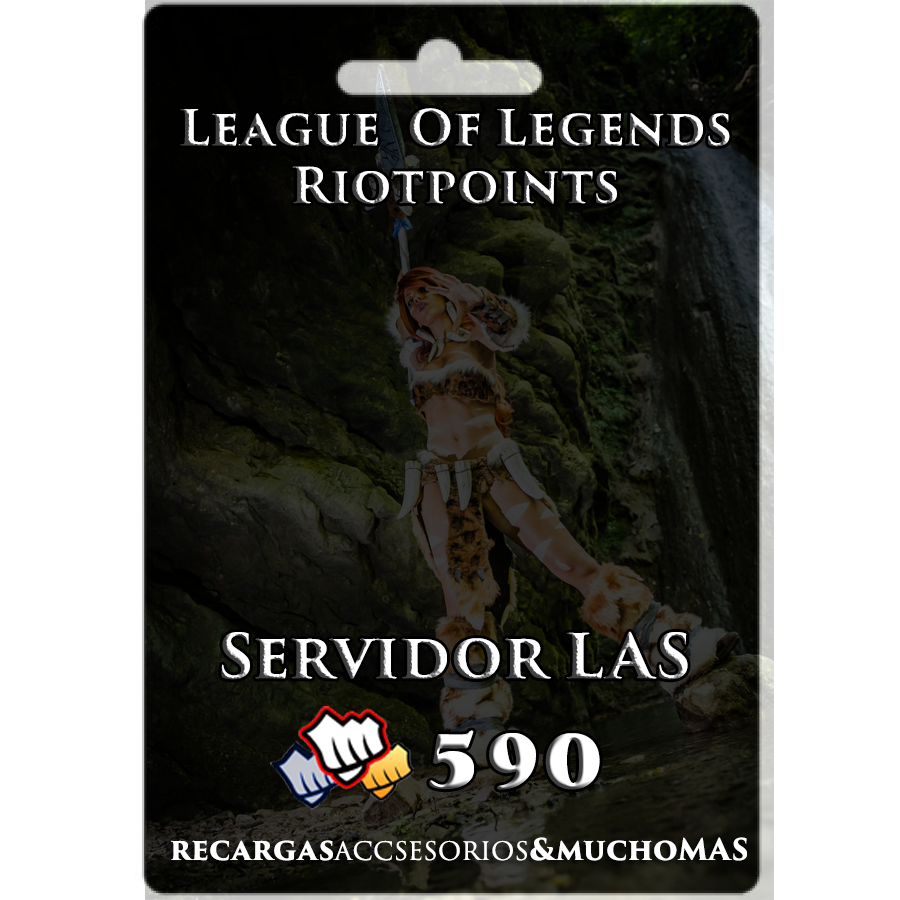 League Of Legends
Riotpoints
Servidor LAS
590
RECARGASACCSESORIOS&MUCHOMAS